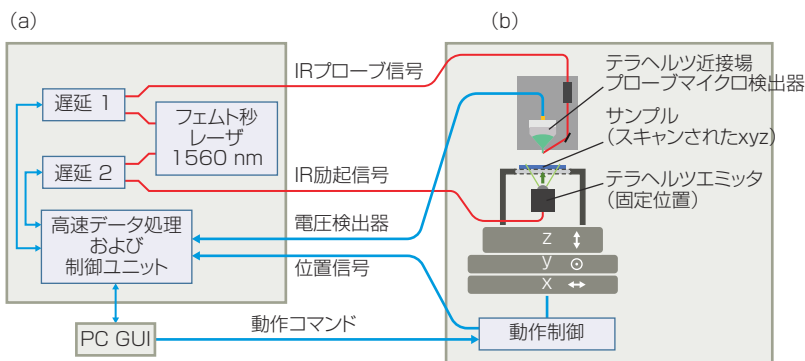 (a)
(b)
IRプローブ信号
遅延 1
フェムト秒
レーザ
1560 nm
遅延 2
IR励起信号
電圧検出器
高速データ処理
および
制御ユニット
位置信号
動作コマンド
PC GUI
テラヘルツ近接場
プローブマイクロ検出器
サンプル
(スキャンされたxyz)
テラヘルツエミッタ
(固定位置)
z
y
x
動作制御